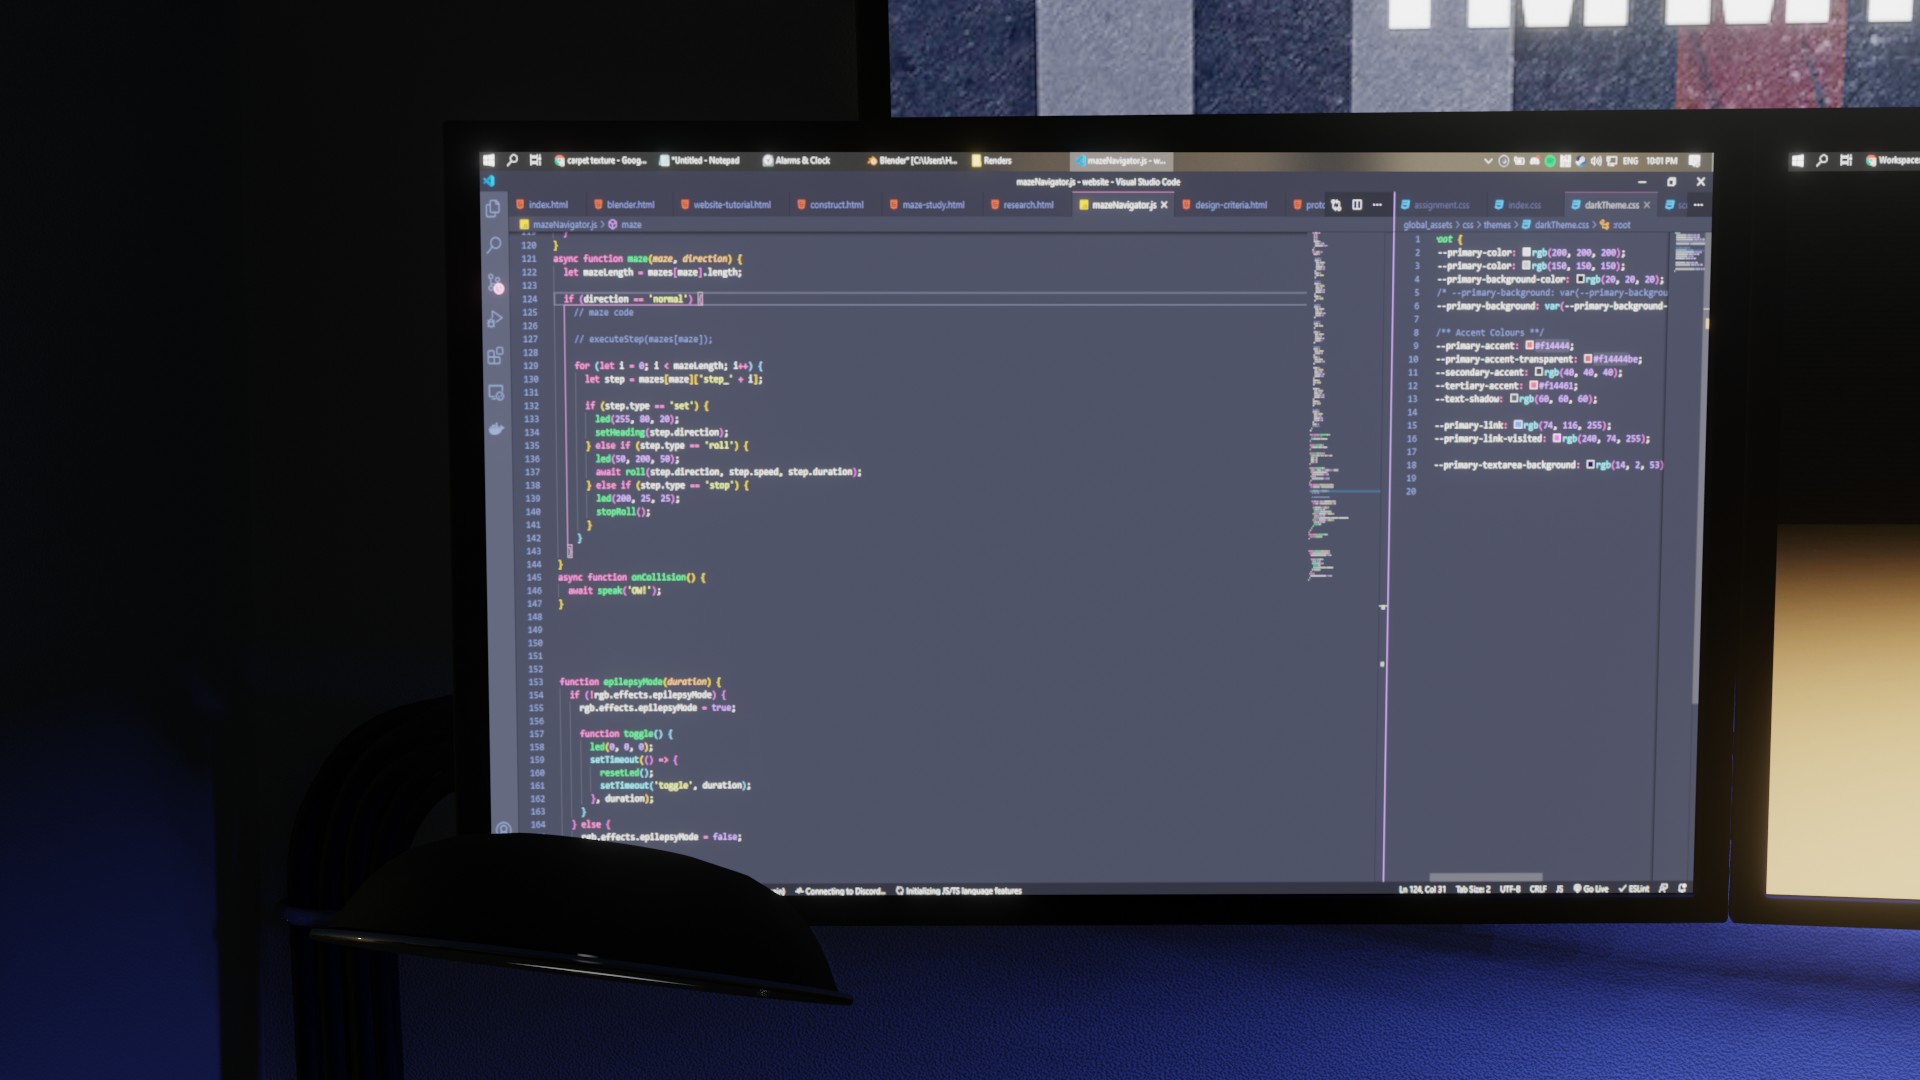 carpet texture - Goog...
*Untitled - Notepad
Alarms & Clock
Blender* [C:\Users\H...
Renders
mazeNavigator.js - w...
ENG
10:01 PM
Workspace
mazeNavigator.js - website - Visual Studio Code
index.html
blender.html
website-tutorial.html
construct.html
maze-study.html
research.html
mazeNavigator.js
design-criteria.html
proto
assignment.css
index.css
darkTheme.css
mazeNavigator.js > maze
120 }
121 async function maze(maze, direction) {
122 let mazeLength = mazes[maze].length;
123
124 if (direction == 'normal') {
125 // maze code
126
127 // executeStep(mazes[maze]);
128
129 for (let i = 0; i < mazeLength; i++) {
130 let step = mazes[maze]['step_' + i];
131
132 if (step.type == 'set') {
133 led(255, 80, 20);
134 setHeading(step.direction);
135 } else if (step.type == 'roll') {
136 led(50, 200, 50);
137 await roll(step.direction, step.speed, step.duration);
138 } else if (step.type == 'stop') {
139 led(200, 25, 25);
140 stopRoll();
141 }
142 }
143 }
144 }
145 async function onCollision() {
146 await speak('OW!');
147 }
148
149
150
151
152
153 function epilepsyMode(duration) {
154 if (!rgb.effects.epilepsyMode) {
155 rgb.effects.epilepsyMode = true;
156
157 function toggle() {
158 led(0, 0, 0);
159 setTimeout(() => {
160 resetLed();
161 setTimeout('toggle', duration);
162 }, duration);
163 }
164 } else {
rgb.effects.epilepsyMode = false;
global_assets > css > themes > darkTheme.css > :root
1 {
2 --primary-color: rgb(200, 200, 200);
3 --primary-color: rgb(150, 150, 150);
4 --primary-background-color: rgb(20, 20, 20);
5 /* --primary-background: var(--primary-backgrou
6 --primary-background: var(--primary-background-
7
8 /** Accent Colours **/
9 --primary-accent: #f14444;
10 --primary-accent-transparent: #f14444be;
11 --secondary-accent: rgb(40, 40, 40);
12 --tertiary-accent: #f14461;
13 --text-shadow: rgb(60, 60, 60);
14
15 --primary-link: rgb(74, 116, 255);
16 --primary-link-visited: rgb(240, 74, 255);
17
18 --primary-textarea-background: rgb(14, 2, 53)
19
20
Connecting to Discord...
Initializing JS/TS language features
Ln 124, Col 31
Tab Size: 2
UTF-8
CRLF
JS
Go Live
ESLint